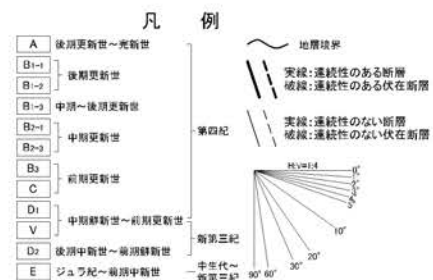 凡 例
A 後期更新世～完新世
B1-1
B1-2
後期更新世
B1-3 中期～後期更新世
B2-1
B2-3
中期更新世
B3
C
前期更新世
D1
V
中期鮮新世～前期更新世
D2 後期中新世～前期鮮新世
E ジュラ紀～前期中新世
第四紀
新第三紀
中生代～
新第三紀
地層境界
実線：連続性のある断層
破線：連続性のある伏在断層
実線：連続性のない断層
破線：連続性のない伏在断層
H:V=1:4
0°
1°
2°
3°
4°
5°
10°
20°
30°
60°
90°